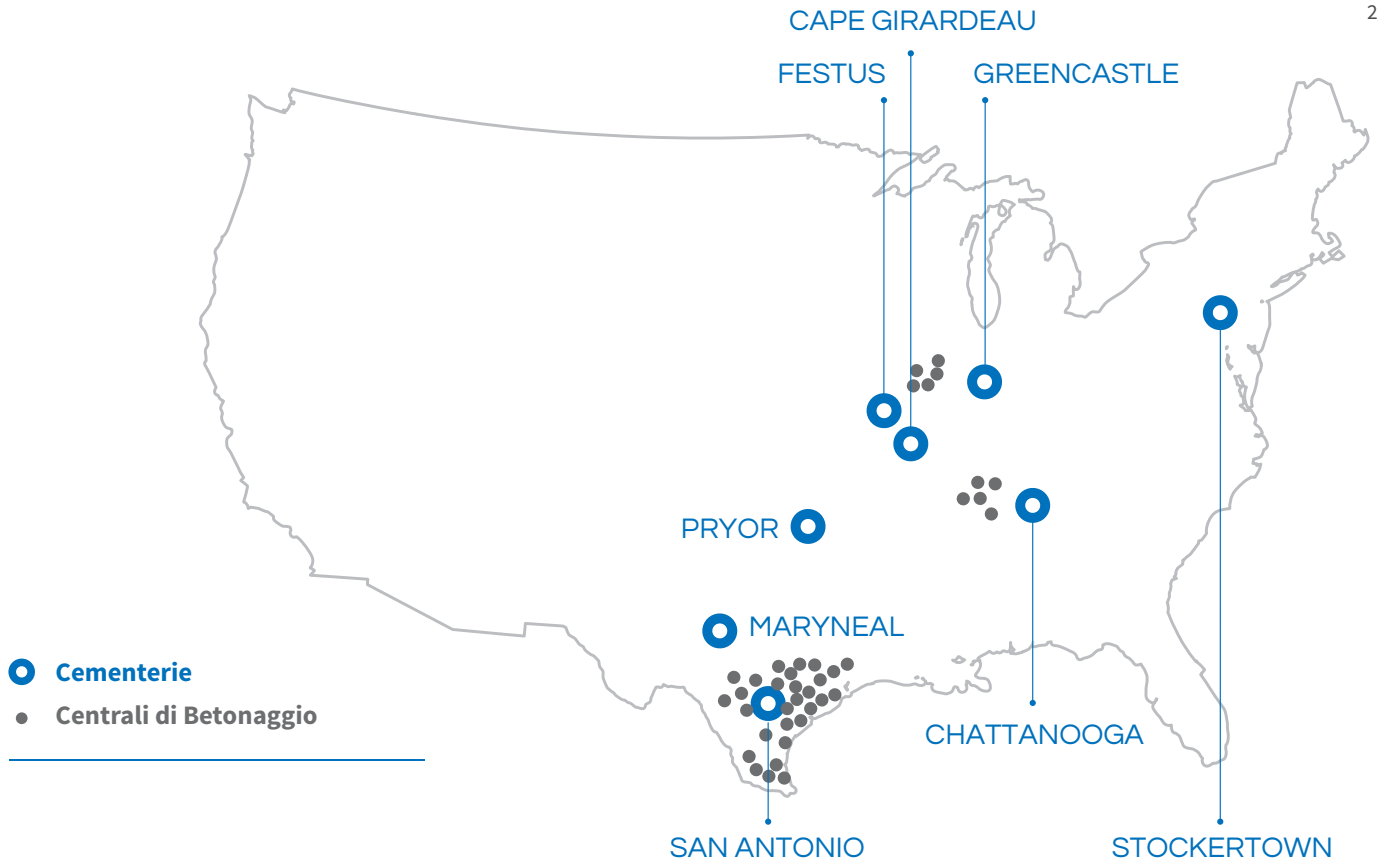 2
CAPE GIRARDEAU
FESTUS
GREENCASTLE
PRYOR
MARYNEAL
Cementerie
Centrali di Betonaggio
CHATTANOOGA
SAN ANTONIO
STOCKERTOWN